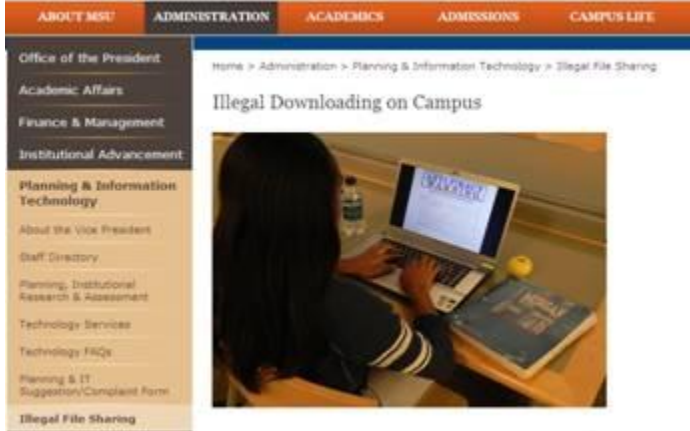 ABOUT MSU
ADMINISTRATION
ACADEMICS
ADMISSIONS
CAMPUS LIFE
Office of the President
Academic Affairs
Finance & Management
Institutional Advancement
Planning & Information
Technology
About the Vice President
Staff Directory
Planning, Institutional
Research & Assessment
Technology Services
Technology FAQs
Planning & IT
Suggestion/Complaint Form
Illegal File Sharing
Home > Administration > Planning & Information Technology > Illegal File Sharing
Illegal Downloading on Campus